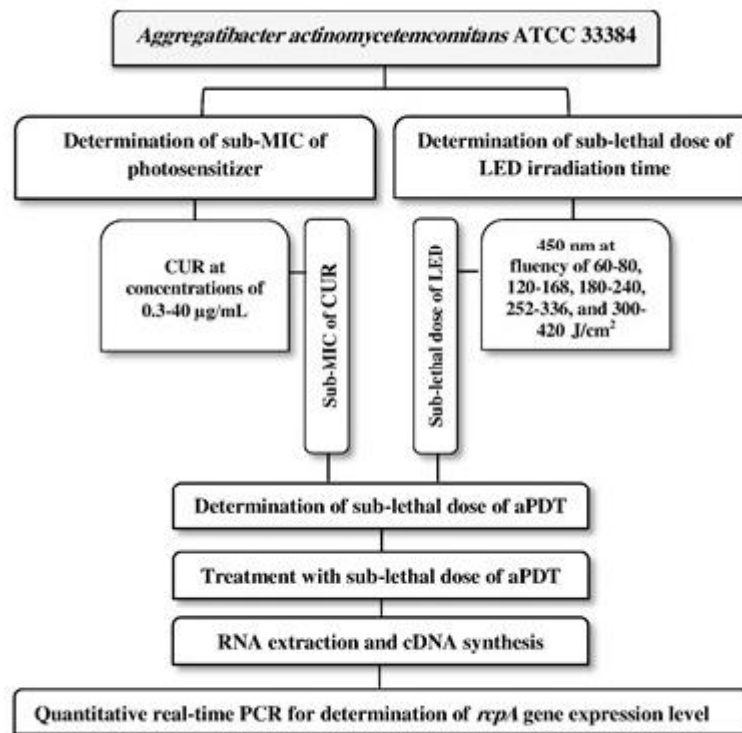 Aggregatibacter actinomycetemcomitans ATCC 33384
Determination of sub-MIC of
photosensitizer
Determination of sub-lethal dose of
LED irradiation time
CUR at
concentrations of
0.3-40 µg/mL
Sub-MIC of CUR
Sub-lethal dose of LED
450 nm at
fluency of 60-80,
120-168, 180-240,
252-336, and 300-
420 J/cm²
Determination of sub-lethal dose of aPDT
Treatment with sub-lethal dose of aPDT
RNA extraction and cDNA synthesis
Quantitative real-time PCR for determination of rcpA gene expression level